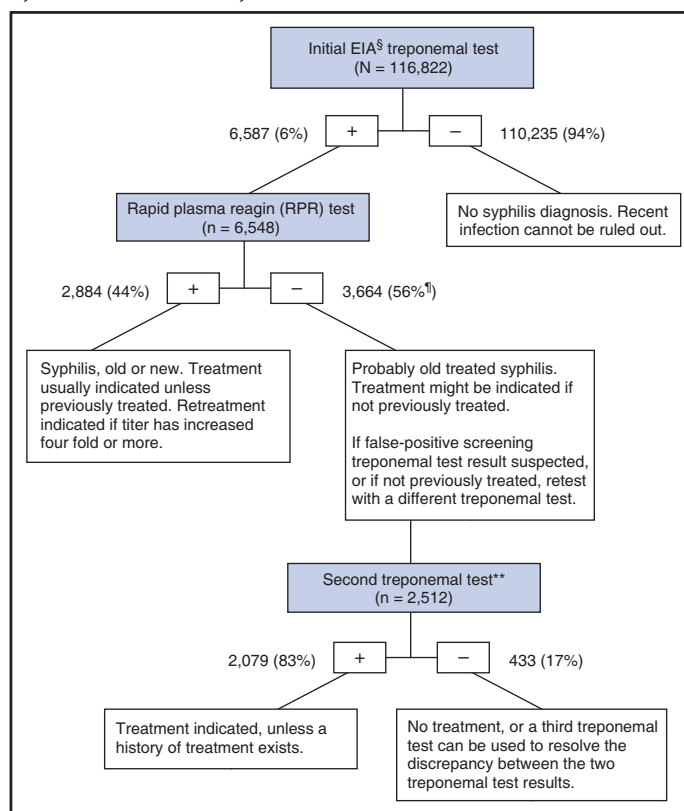 Initial EIA§ treponemal test
(N = 116,822)
6,587 (6%)
+
–
110,235 (94%)
Rapid plasma reagin (RPR) test
(n = 6,548)
No syphilis diagnosis. Recent
infection cannot be ruled out.
2,884 (44%)
+
–
3,664 (56%¶)
Syphilis, old or new. Treatment
usually indicated unless
previously treated. Retreatment
indicated if titer has increased
four fold or more.
Probably old treated syphilis.
Treatment might be indicated if
not previously treated.
If false-positive screening
treponemal test result suspected,
or if not previously treated, retest
with a different treponemal test.
Second treponemal test**
(n = 2,512)
2,079 (83%)
+
–
433 (17%)
Treatment indicated, unless a
history of treatment exists.
No treatment, or a third treponemal
test can be used to resolve the
discrepancy between the two
treponemal test results.